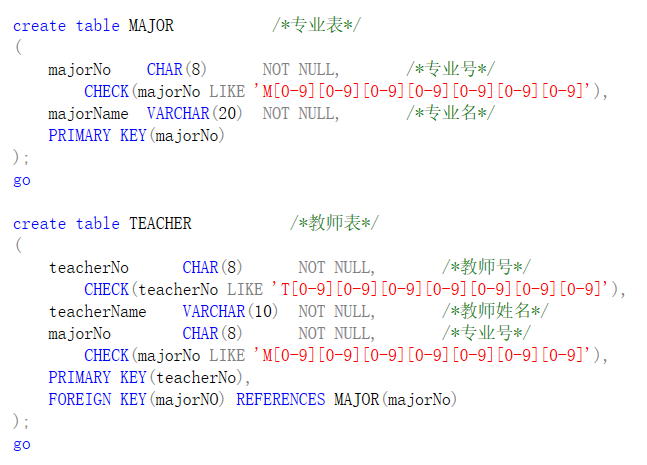 create table MAJOR /*专业表*/
(
majorNo CHAR(8) NOT NULL, /*专业号*/
CHECK(majorNo LIKE 'M[0-9][0-9][0-9][0-9][0-9][0-9][0-9]'),
majorName VARCHAR(20) NOT NULL, /*专业名*/
PRIMARY KEY(majorNo)
);
go
create table TEACHER /*教师表*/
(
teacherNo CHAR(8) NOT NULL, /*教师号*/
CHECK(teacherNo LIKE 'T[0-9][0-9][0-9][0-9][0-9][0-9][0-9]'),
teacherName VARCHAR(10) NOT NULL, /*教师姓名*/
majorNo CHAR(8) NOT NULL, /*专业号*/
CHECK(majorNo LIKE 'M[0-9][0-9][0-9][0-9][0-9][0-9][0-9]'),
PRIMARY KEY(teacherNo),
FOREIGN KEY(majorNO) REFERENCES MAJOR(majorNo)
);
go